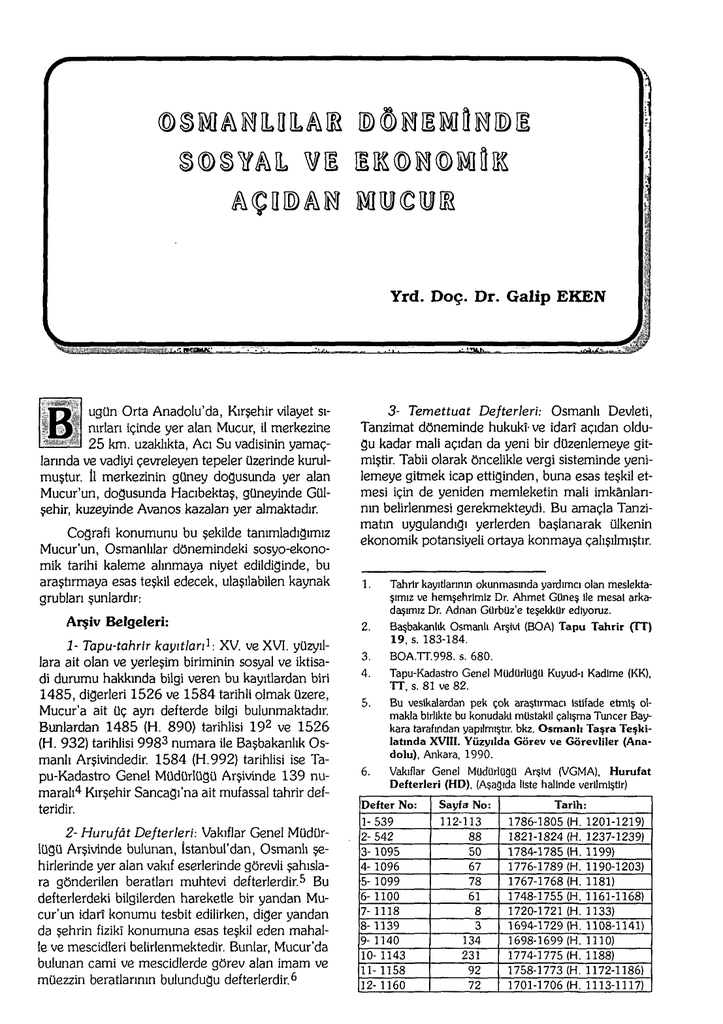 OSMANLILAR DÖNEMİNDE
SOSYAL VE EKONOMİK
AÇIDAN MUCUR
Yrd. Doç. Dr. Galip EKEN
Bugün Orta Anadolu'da, Kırşehir vilayet sı-
nırları içinde yer alan Mucur, il merkezine
25 km. uzaklıkta, Acı Su vadisinin yamaç-
larında ve vadiyi çevreleyen tepeler üzerinde kurul-
muştur. İl merkezinin güney doğusunda yer alan
Mucur'un, doğusunda Hacıbektaş, güneyinde Gül-
şehir, kuzeyinde Avanos kazaları yer almaktadır.
Coğrafi konumunu bu şekilde tanımladığımız
Mucur'un, Osmanlılar dönemindeki sosyo-ekono-
mik tarihi kaleme alınmaya niyet edildiğinde, bu
araştırmaya esas teşkil edecek, ulaşılabilen kaynak
grubları şunlardır:
Arşiv Belgeleri:
1- Tapu-tahrir kayıtları1: XV. ve XVI. yüzyıl-
lara ait olan ve yerleşim biriminin sosyal ve iktisa-
di durumu hakkında bilgi veren bu kayıtlardan biri
1485, diğerleri 1526 ve 1584 tarihli olmak üzere,
Mucur'a ait üç ayrı defterde bilgi bulunmaktadır.
Bunlardan 1485 (H. 890) tarihlisi 192 ve 1526
(H. 932) tarihlisi 9983 numara ile Başbakanlık Os-
manlı Arşivindedir. 1584 (H.992) tarihlisi ise Ta-
pu-Kadastro Genel Müdürlüğü Arşivinde 139 nu-
maralı4 Kırşehir Sancağı'na ait mufassal tahrir def-
teridir.
2- Hurufât Defterleri: Vakıflar Genel Müdür-
lüğü Arşivinde bulunan, İstanbul'dan, Osmanlı şe-
hirlerinde yer alan vakıf eserlerinde görevli şahısla-
ra gönderilen beratları muhtevi defterlerdir.5 Bu
defterlerdeki bilgilerden hareketle bir yandan Mu-
cur'un idarî konumu tesbit edilirken, diğer yandan
da şehrin fizikî konumuna esas teşkil eden mahal-
le ve mescidleri belirlenmektedir. Bunlar, Mucur'da
bulunan cami ve mescidlerde görev alan imam ve
müezzin beratlarının bulunduğu defterlerdir.6
3- Temettuat Defterleri: Osmanlı Devleti,
Tanzimat döneminde hukukî ve idarî açıdan oldu-
ğu kadar mali açıdan da yeni bir düzenlemeye git-
miştir. Tabii olarak öncelikle vergi sisteminde yeni-
lemeye gitmek icap ettiğinden, buna esas teşkil et-
mesi için de yeniden memleketin mali imkânları-
nın belirlenmesi gerekmekteydi. Bu amaçla Tanzi-
matın uygulandığı yerlerden başlanarak ülkenin
ekonomik potansiyeli ortaya konmaya çalışılmıştır.
1. Tahrir kayıtlarının okunmasında yardımcı olan meslekta-
şımız ve hemşehrimiz Dr. Ahmet Güneş ile mesai arka-
daşımız Dr. Adnan Gürbüz'e teşekkür ediyoruz.
2. Başbakanlık Osmanlı Arşivi (BOA) Tapu Tahrir (TT)
19, s. 183-184.
3. BOA.TT.998. s. 680.
4. Tapu-Kadastro Genel Müdürlüğü Kuyud-ı Kadime (KK),
TT, s. 81 ve 82.
5. Bu vesikalardan pek çok araştırmacı istifade etmiş ol-
makla birlikte bu konudaki müstakil çalışma Tuncer Bay-
kara tarafından yapılmıştır. bkz. Osmanlı Taşra Teşki-
latında XVIII. Yüzyılda Görev ve Görevliler (Ana-
dolu), Ankara, 1990.
6. Vakıflar Genel Müdürlüğü Arşivi (VGMA), Hurufat
Defterleri (HD), (Aşağıda liste halinde verilmiştir)
Defter No: Sayfa No: Tarih:
1- 539 112-113 1786-1805 (H. 1201-1219)
2- 542 88 1821-1824 (H. 1237-1239)
3- 1095 50 1784-1785 (H. 1199)
4- 1096 67 1776-1789 (H. 1190-1203)
5- 1099 78 1767-1768 (H. 1181)
6- 1100 61 1748-1755 (H. 1161-1168)
7- 1118 8 1720-1721 (H. 1133)
8- 1139 3 1694-1729 (H. 1108-1141)
9- 1140 134 1698-1699 (H. 1110)
10- 1143 231 1774-1775 (H. 1188)
11- 1158 92 1758-1773 (H. 1172-1186)
12- 1160 72 1701-1706 (H. 1113-1117)